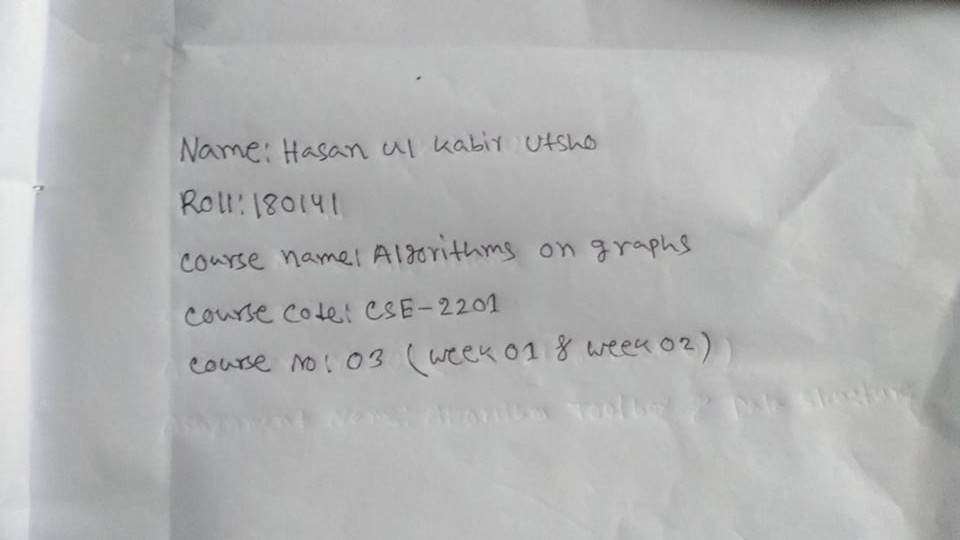 Name: Hasan ul kabir Utsho
Roll: 180141
course name: Algorithms on graphs
course code: CSE-2201
course no: 03 (week 01 & week 02)